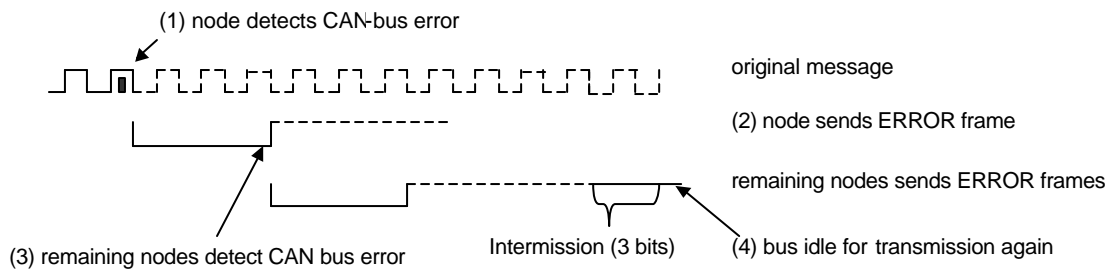 (1) node detects CAN-bus error
original message
(2) node sends ERROR frame
remaining nodes sends ERROR frames
(3) remaining nodes detect CAN bus error
Intermission (3 bits)
(4) bus idle for transmission again